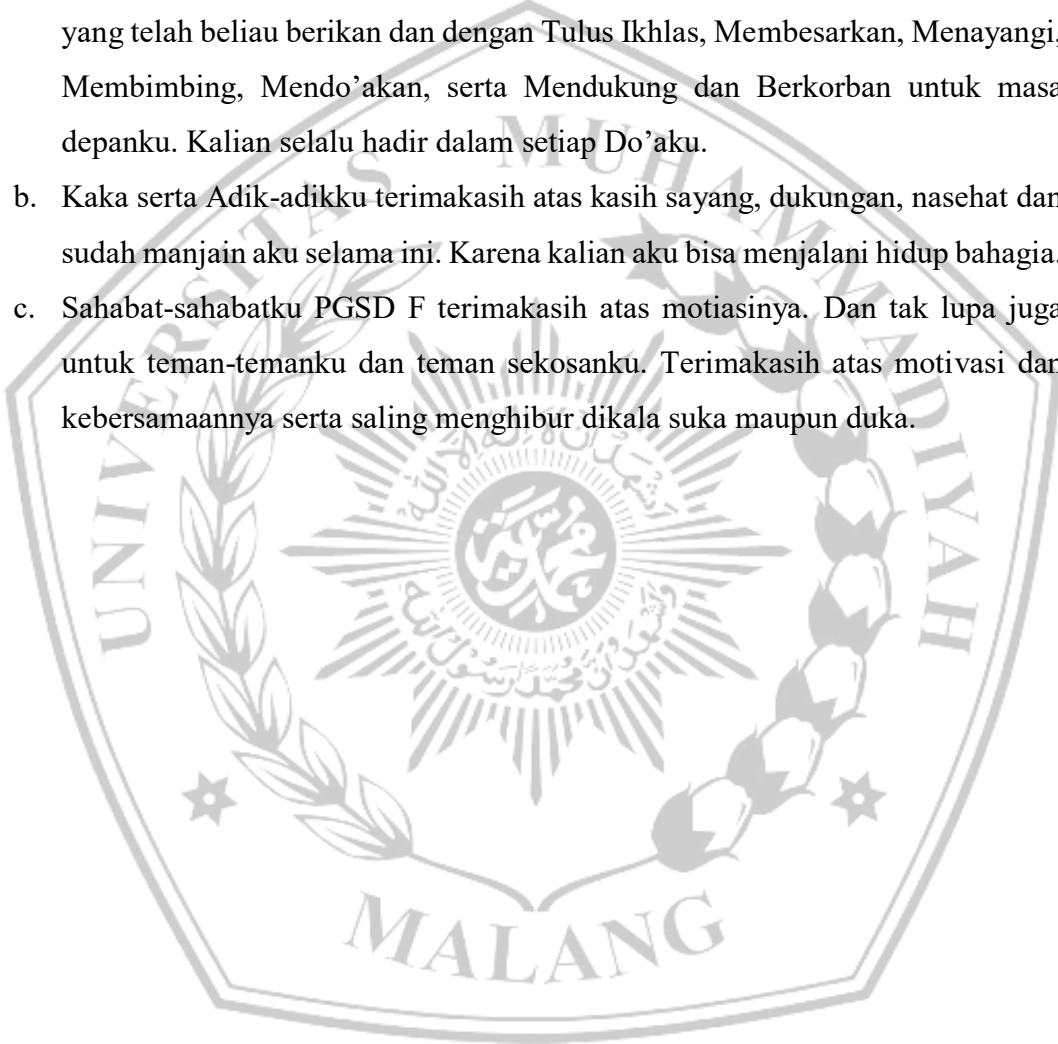 yang telah beliau berikan dan dengan Tulus Ikhlas, Membesarkan, Menayangi,
Membimbing, Mendo’akan, serta Mendukung dan Berkorban untuk masa
depanku. Kalian selalu hadir dalam setiap Do’aku.
b. Kaka serta Adik-adikku terimakasih atas kasih sayang, dukungan, nasehat dan
sudah manjain aku selama ini. Karena kalian aku bisa menjalani hidup bahagia.
c. Sahabat-sahabatku PGSD F terimakasih atas motiasinya. Dan tak lupa juga
untuk teman-temanku dan teman sekosanku. Terimakasih atas motivasi dan
kebersamaannya serta saling menghibur dikala suka maupun duka.
UNIVERSITAS MUHAMMADIYAH
MALANG